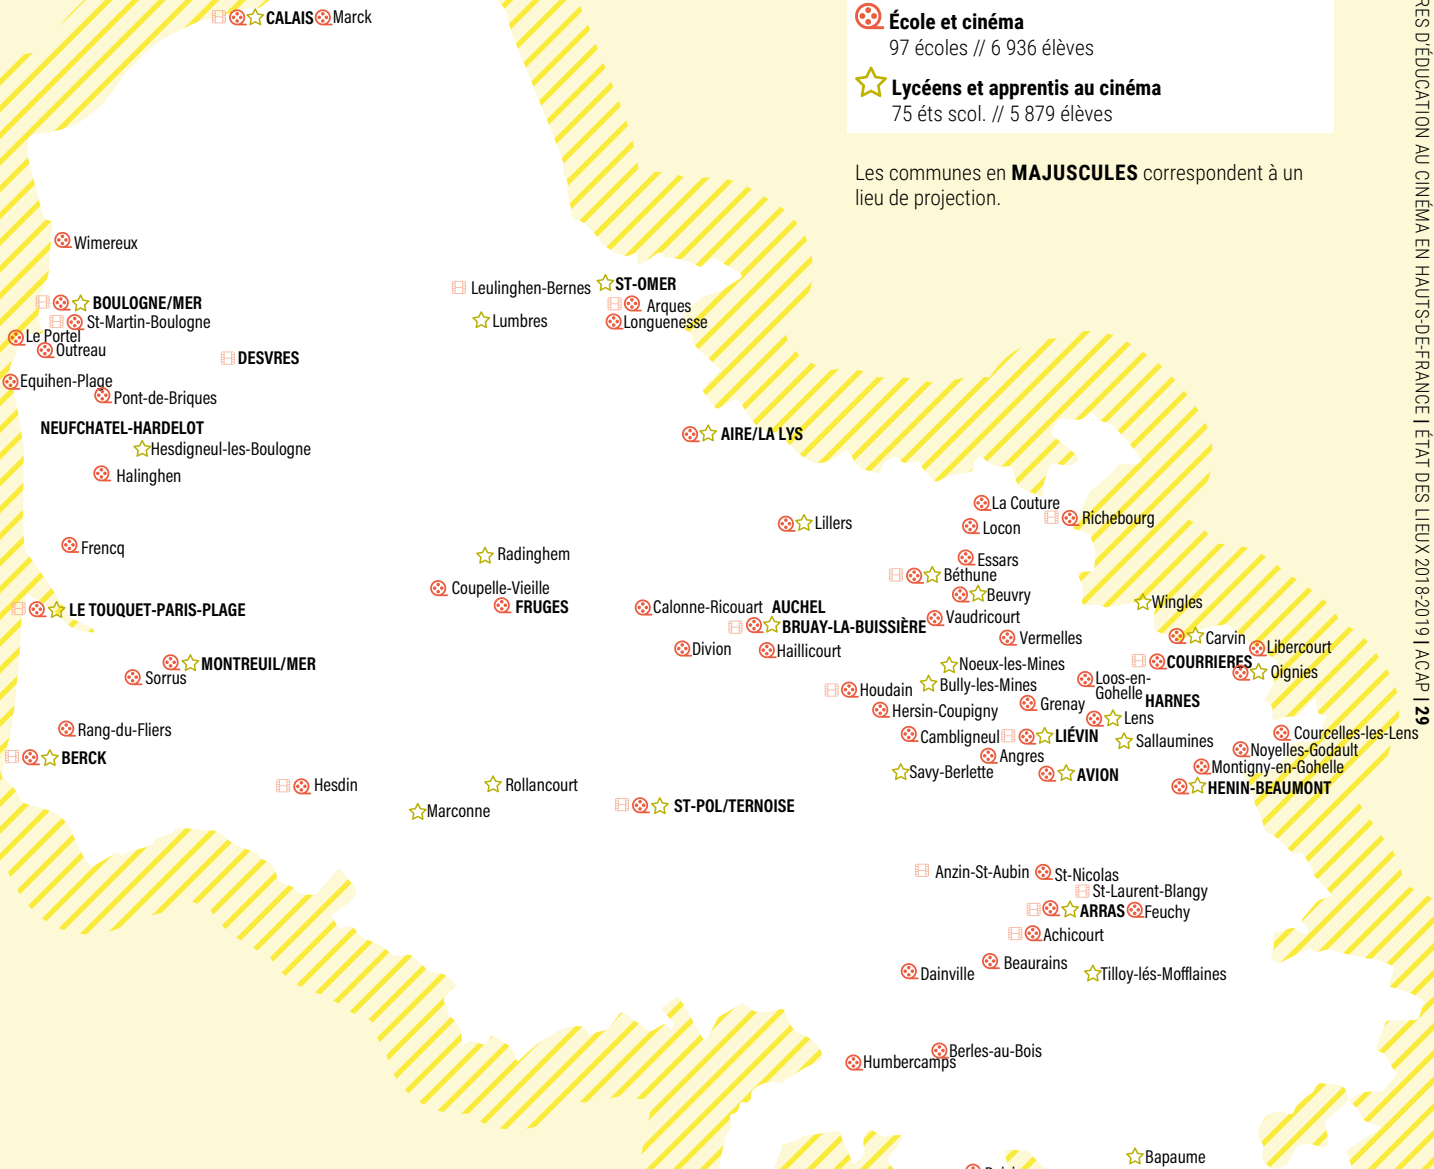 CALAIS
Marck
École et cinéma
97 écoles // 6 936 élèves
Lycéens et apprentis au cinéma
75 éts scol. // 5 879 élèves
Les communes en MAJUSCULES correspondent à un
lieu de projection.
Wimereux
BOULOGNE/MER
St-Martin-Boulogne
Le Portel
Outreau
DESVRES
Equihen-Plage
Pont-de-Briques
NEUFCHATEL-HARDELOT
Hesdigneul-les-Boulogne
Halinghen
Frencq
LE TOUQUET-PARIS-PLAGE
MONTREUIL/MER
Sorrus
Rang-du-Fliers
BERCK
Hesdin
Leulinghen-Bernes
ST-OMER
Arques
Lumbres
Longuenesse
AIRE/LA LYS
Lillers
Radinghem
Coupelle-Vieille
FRUGES
Calonne-Ricouart
AUCHEL
BRUAY-LA-BUISSIÈRE
Divion
Haillicourt
Rollancourt
Marconne
ST-POL/TERNOISE
La Couture
Richebourg
Locon
Essars
Béthune
Beuvry
Vaudricourt
Vermelles
Wingles
Carvin
Libercourt
COURRIERES
Oignies
Noeux-les-Mines
Bully-les-Mines
Houdain
Hersin-Coupigny
Loos-en-
Gohelle
HARNES
Grenay
Lens
Cambligneul
LIÉVIN
Sallaumines
Courcelles-les-Lens
Noyelles-Godault
Angres
Montigny-en-Gohelle
Savy-Berlette
AVION
HENIN-BEAUMONT
Anzin-St-Aubin
St-Nicolas
St-Laurent-Blangy
ARRAS
Feuchy
Achicourt
Beaurains
Dainville
Tilloy-lés-Mofflaines
Berles-au-Bois
Humbercamps
Bapaume
RES D'ÉDUCATION AU CINÉMA EN HAUTS-DE-FRANCE | ÉTAT DES LIEUX 2018-2019 | ACAP | 29